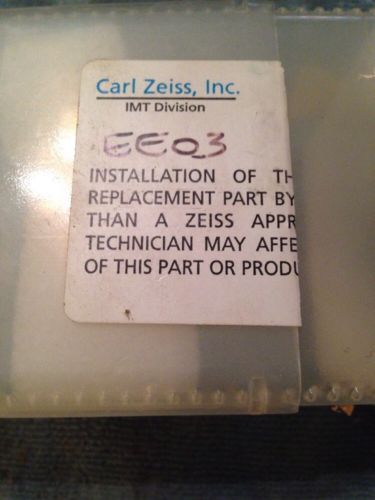 Carl Zeiss, Inc.
IMT Division
EE03
INSTALLATION OF TH
REPLACEMENT PART BY
THAN A ZEISS APPR
TECHNICIAN MAY AFFE
OF THIS PART OR PRODU